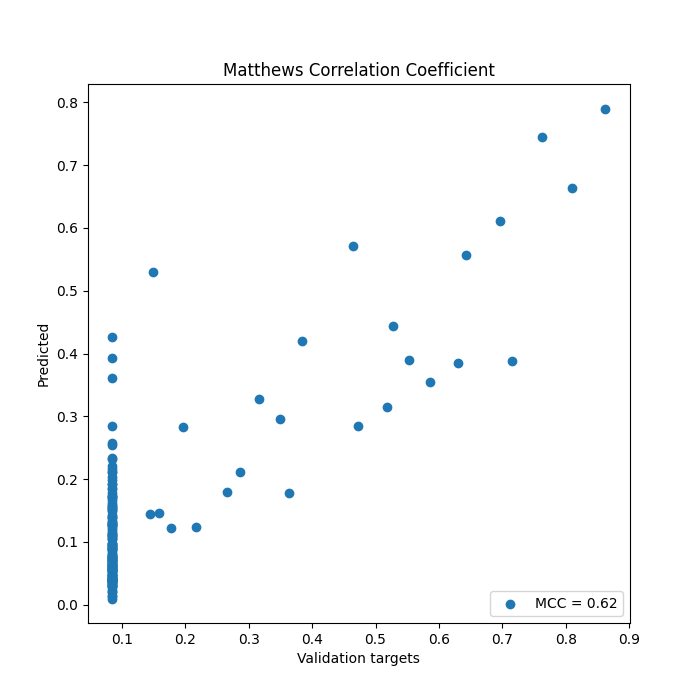 Matthews Correlation Coefficient
0.8
0.7
0.6
0.5
0.4
0.3
0.2
0.1
0.0
Predicted
MCC = 0.62
0.1 0.2 0.3 0.4 0.5 0.6 0.7 0.8 0.9
Validation targets